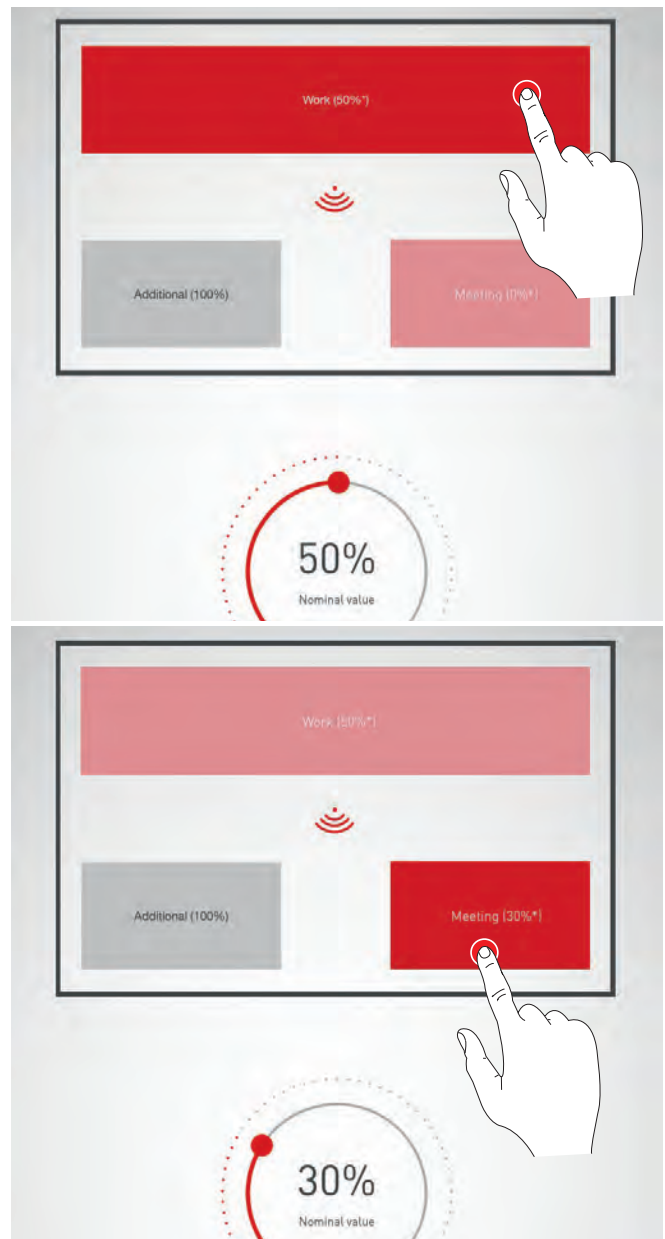 Work (50%*)
Additional (100%)
Meeting (0%*)
50%
Nominal value
Work (50%*)
Additional (100%)
Meeting (30%*)
30%
Nominal value